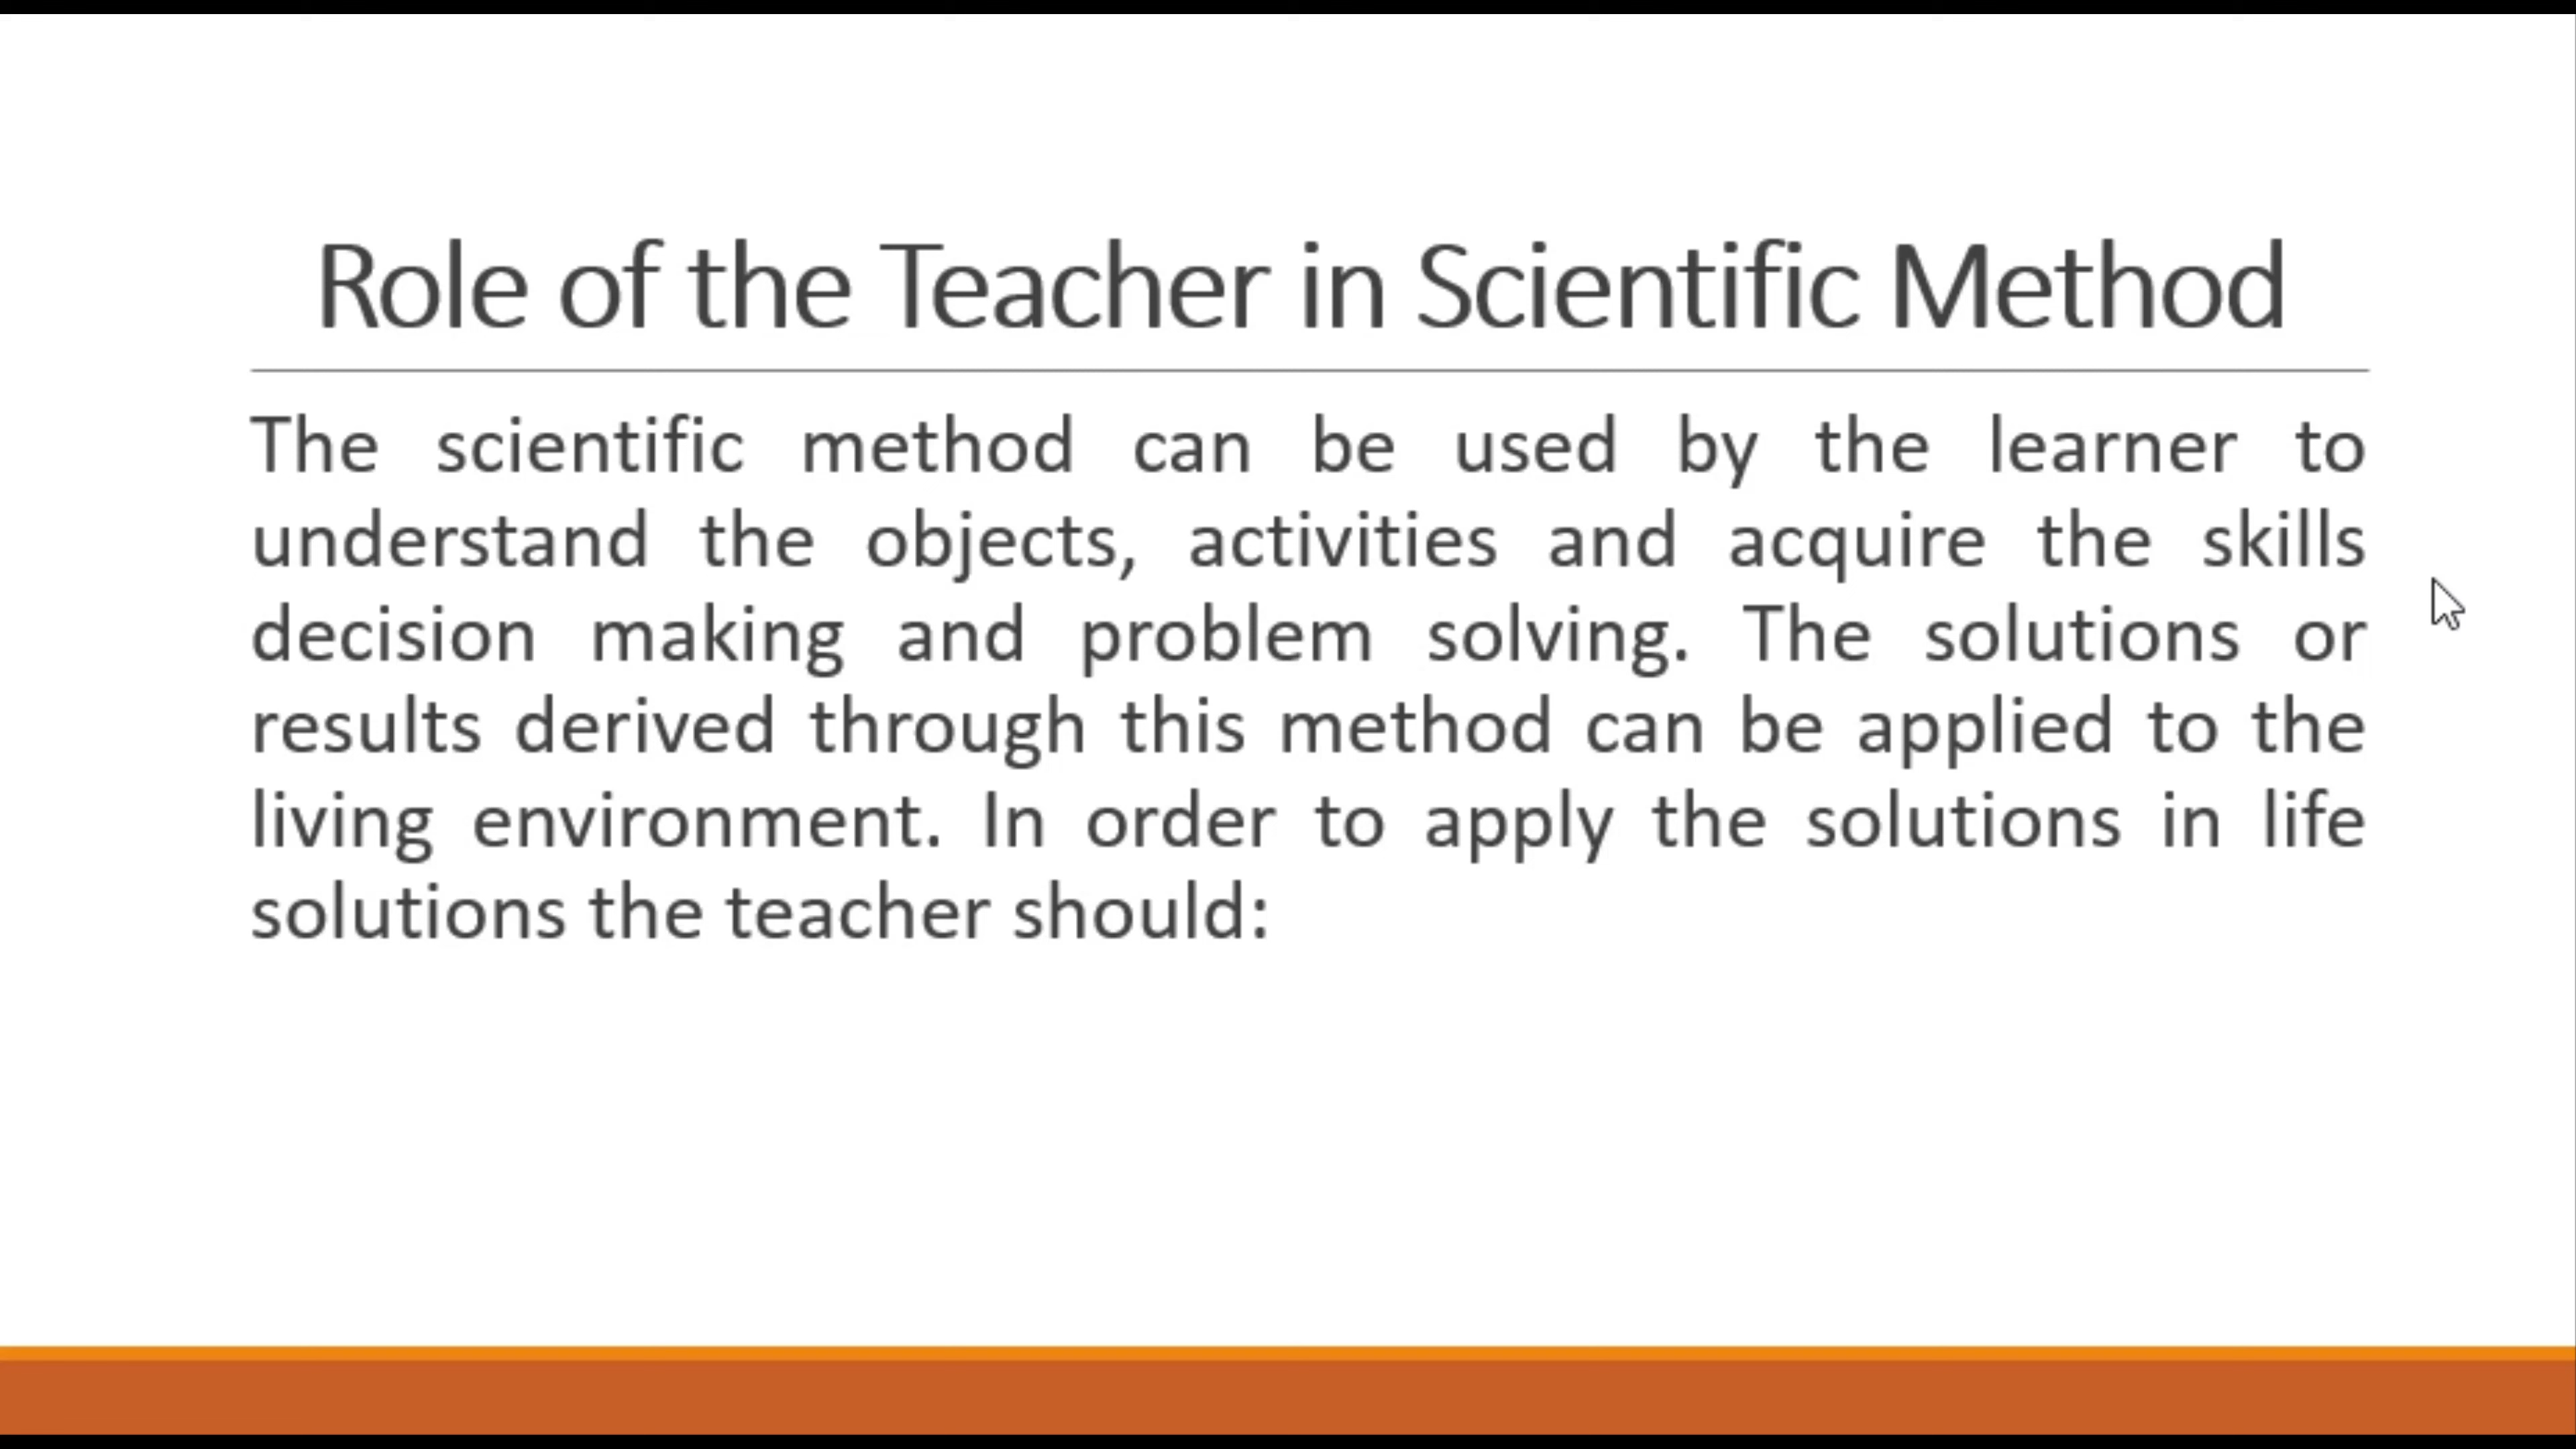 Role of the Teacher in Scientific Method
The scientific method can be used by the learner to
understand the objects, activities and acquire the skills
decision making and problem solving. The solutions or
results derived through this method can be applied to the
living environment. In order to apply the solutions in life
solutions the teacher should: